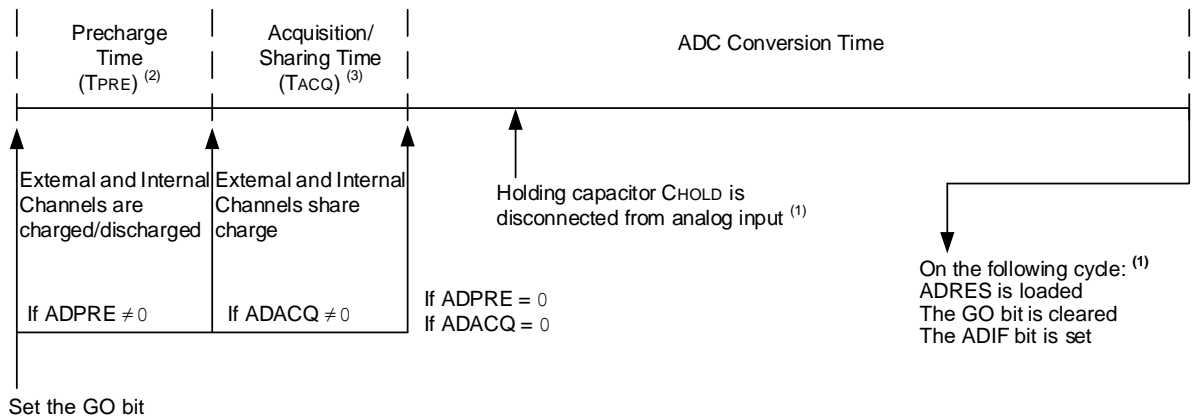 Precharge
Time
(TPRE) (2)
Acquisition/
Sharing Time
(TACQ) (3)
ADC Conversion Time
External and Internal
Channels are
charged/discharged
External and Internal
Channels share
charge
Holding capacitor CHOLD is
disconnected from analog input (1)
If ADPRE ≠ 0
If ADACQ ≠ 0
If ADPRE = 0
If ADACQ = 0
On the following cycle: (1)
ADRES is loaded
The GO bit is cleared
The ADIF bit is set
Set the GO bit